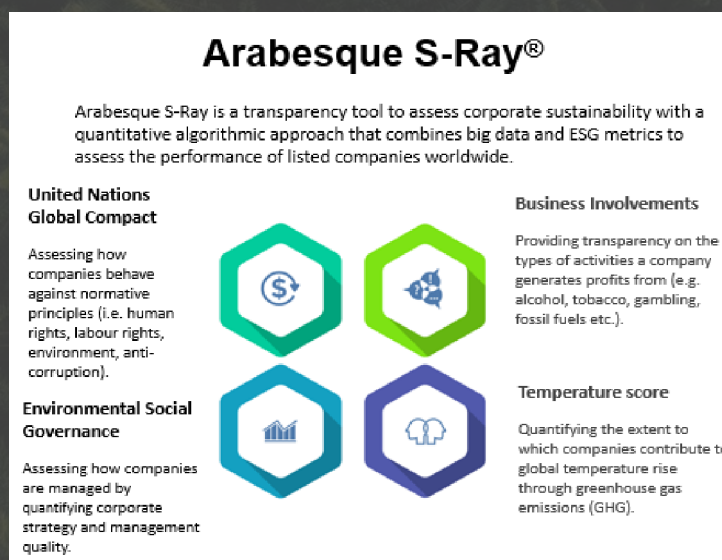 Arabesque S-Ray®
Arabesque S-Ray is a transparency tool to assess corporate sustainability with a
quantitative algorithmic approach that combines big data and ESG metrics to
assess the performance of listed companies worldwide.
United Nations
Global Compact
Assessing how
companies behave
against normative
principles (i.e. human
rights, labour rights,
environment, anti-
corruption).
Business Involvements
Providing transparency on the
types of activities a company
generates profits from (e.g.
alcohol, tobacco, gambling,
fossil fuels etc.).
Environmental Social
Governance
Assessing how companies
are managed by
quantifying corporate
strategy and management
quality.
Temperature score
Quantifying the extent to
which companies contribute to
global temperature rise
through greenhouse gas
emissions (GHG).